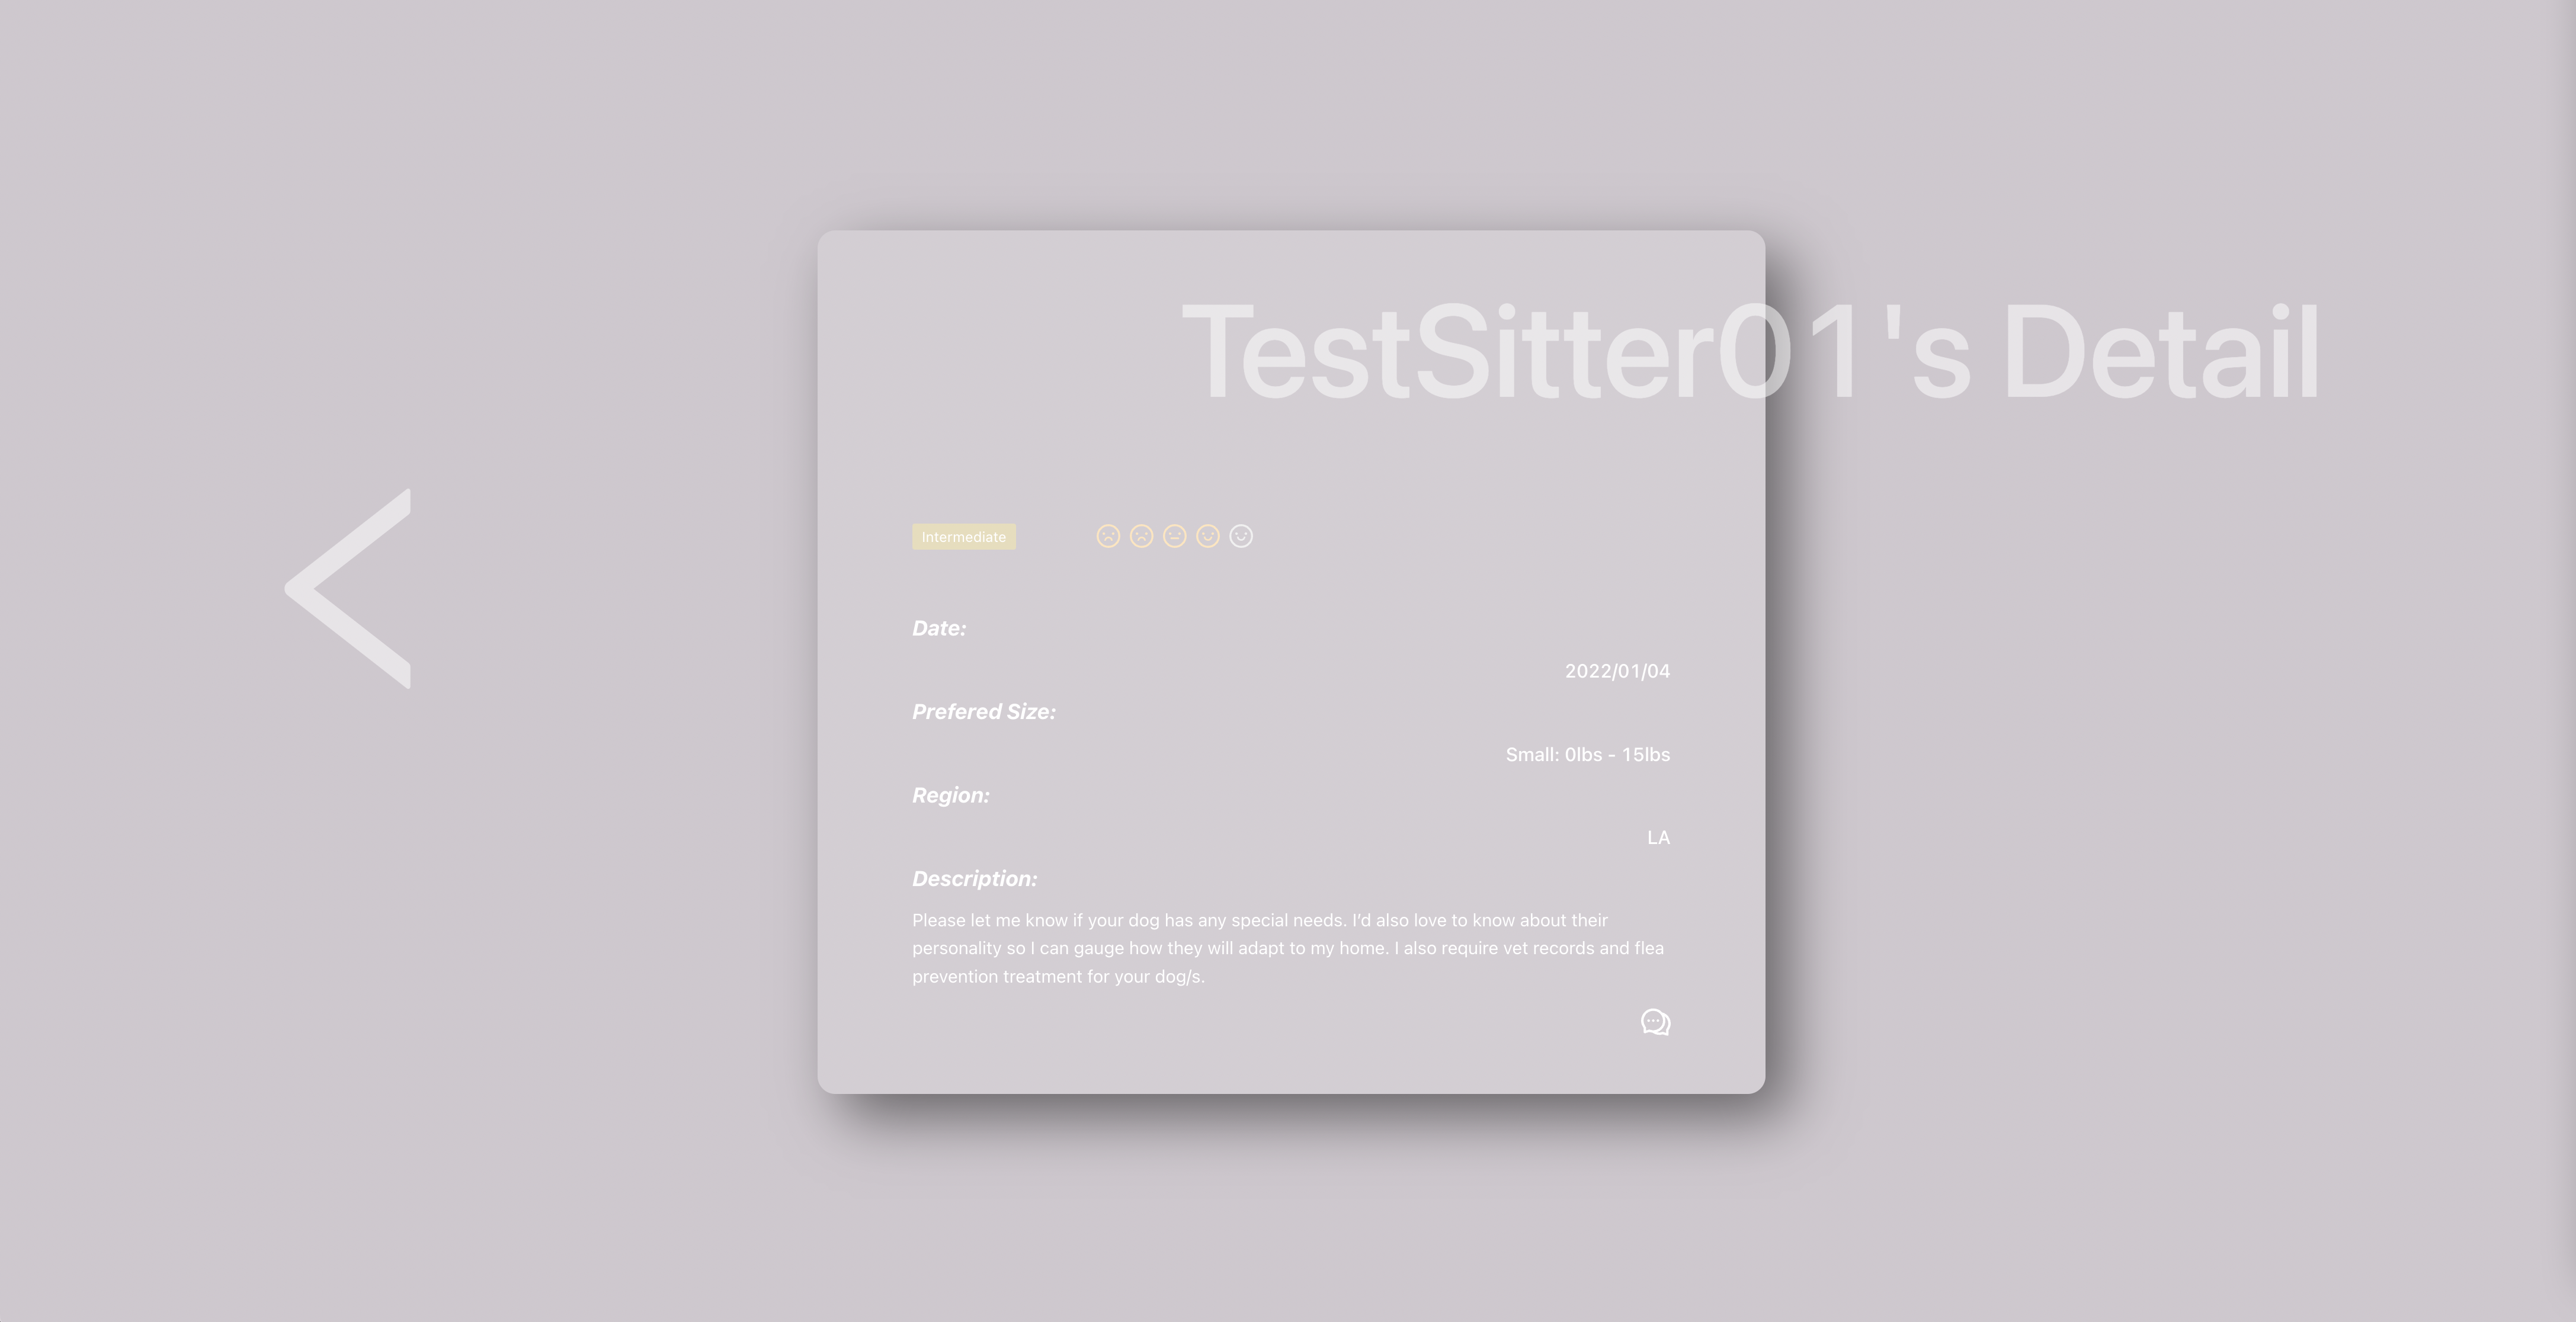 TestSitter01's Detail
Intermediate
Date:
2022/01/04
Prefered Size:
Small: 0lbs - 15lbs
Region:
LA
Description:
Please let me know if your dog has any special needs. I’d also love to know about their
personality so I can gauge how they will adapt to my home. I also require vet records and flea
prevention treatment for your dog/s.